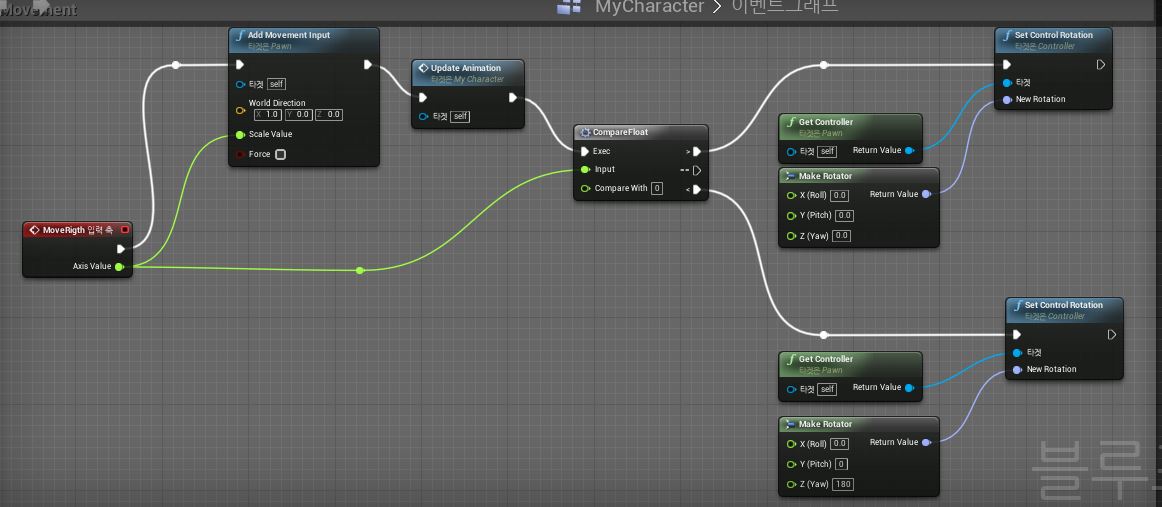 Movement
MyCharacter > 이벤트그래프
Add Movement Input
타겟은 Pawn
타겟 self
World Direction
X 1.0 Y 0.0 Z 0.0
Scale Value
Force
Update Animation
타겟은 My Character
타겟 self
CompareFloat
Exec >
Input ==
Compare With 0 <
MoveRigth 입력 축
Axis Value
Set Control Rotation
타겟은 Controller
타겟
New Rotation
Get Controller
타겟은 Pawn
타겟 self Return Value
Make Rotator
X (Roll) 0.0 Return Value
Y (Pitch) 0.0
Z (Yaw) 0.0
Set Control Rotation
타겟은 Controller
타겟
New Rotation
Get Controller
타겟은 Pawn
타겟 self Return Value
Make Rotator
X (Roll) 0.0 Return Value
Y (Pitch) 0
Z (Yaw) 180
블루